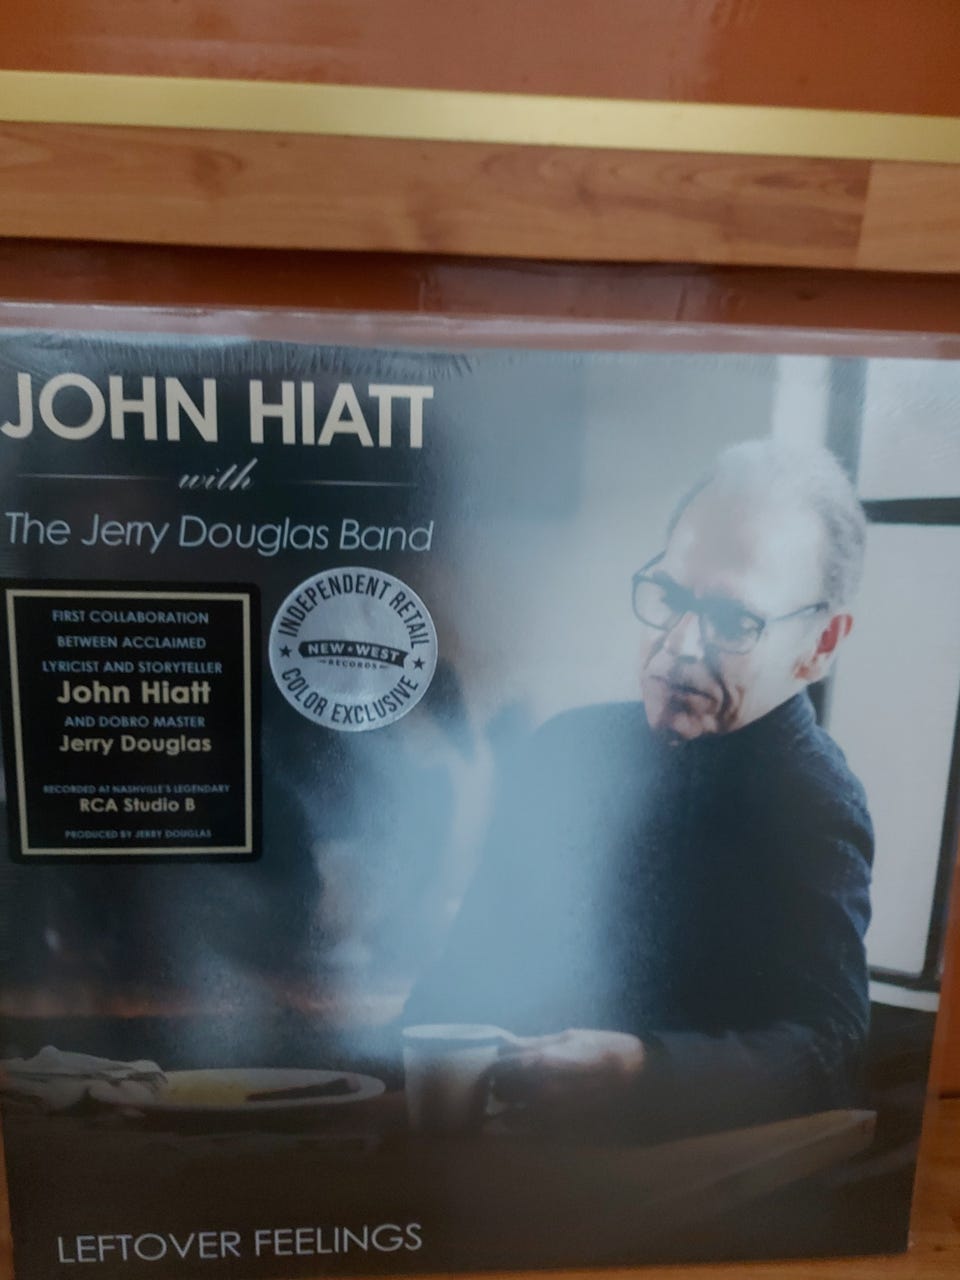 JOHN HIATT
with
The Jerry Douglas Band
FIRST COLLABORATION
BETWEEN ACCLAIMED
LYRICIST AND STORYTELLER
John Hiatt
AND DOBRO MASTER
Jerry Douglas
RECORDED AT NASHVILLE'S LEGENDARY
RCA Studio B
PRODUCED BY JERRY DOUGLAS
INDEPENDENT RETAIL
NEW★WEST
RECORDS
COLOR EXCLUSIVE
LEFTOVER FEELINGS